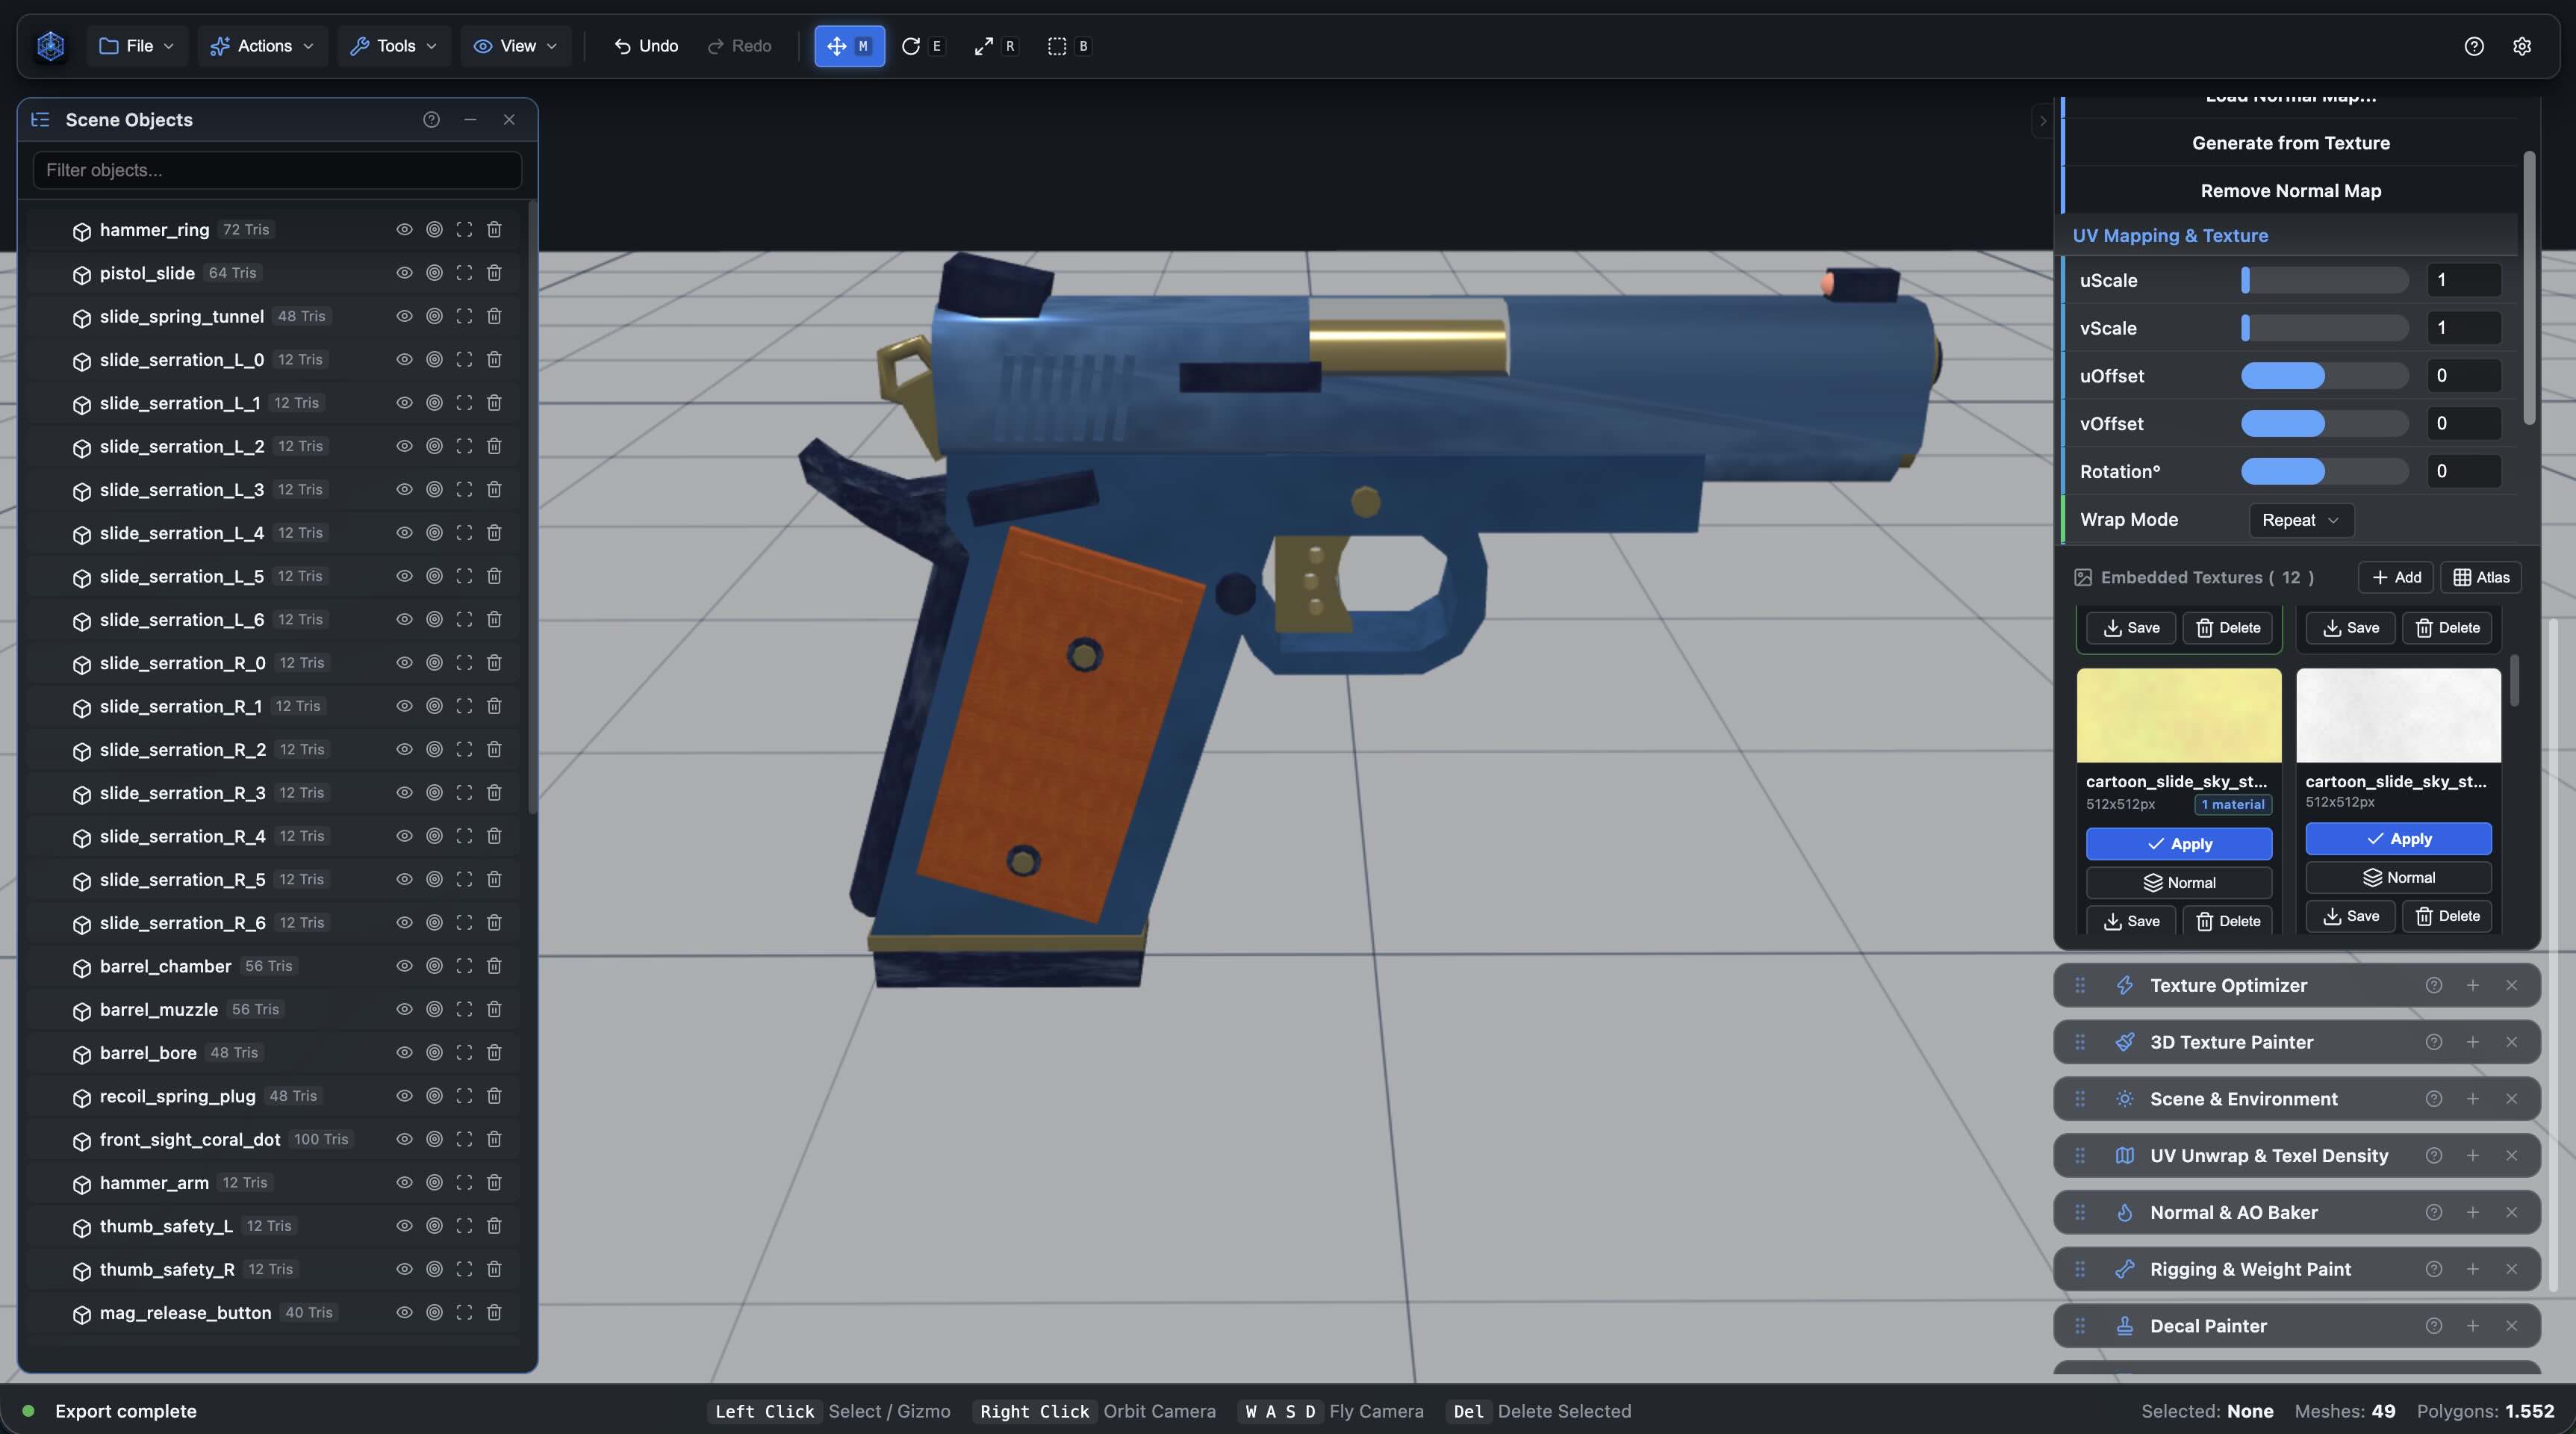 File
Actions
Tools
View
Undo
Redo
M
E
R
B
Scene Objects
Filter objects...
hammer_ring 72 Tris
pistol_slide 64 Tris
slide_spring_tunnel 48 Tris
slide_serration_L_0 12 Tris
slide_serration_L_1 12 Tris
slide_serration_L_2 12 Tris
slide_serration_L_3 12 Tris
slide_serration_L_4 12 Tris
slide_serration_L_5 12 Tris
slide_serration_L_6 12 Tris
slide_serration_R_0 12 Tris
slide_serration_R_1 12 Tris
slide_serration_R_2 12 Tris
slide_serration_R_3 12 Tris
slide_serration_R_4 12 Tris
slide_serration_R_5 12 Tris
slide_serration_R_6 12 Tris
barrel_chamber 56 Tris
barrel_muzzle 56 Tris
barrel_bore 48 Tris
recoil_spring_plug 48 Tris
front_sight_coral_dot 100 Tris
hammer_arm 12 Tris
thumb_safety_L 12 Tris
thumb_safety_R 12 Tris
mag_release_button 40 Tris
Load Normal Map...
Generate from Texture
Remove Normal Map
UV Mapping & Texture
uScale 1
vScale 1
uOffset 0
vOffset 0
Rotation° 0
Wrap Mode Repeat
Embedded Textures ( 12 ) Add Atlas
Save Delete Save Delete
cartoon_slide_sky_st... cartoon_slide_sky_st...
512x512px 1 material 512x512px
Apply Apply
Normal Normal
Save Delete Save Delete
Texture Optimizer
3D Texture Painter
Scene & Environment
UV Unwrap & Texel Density
Normal & AO Baker
Rigging & Weight Paint
Decal Painter
Export complete
Left Click Select / Gizmo Right Click Orbit Camera W A S D Fly Camera Del Delete Selected
Selected: None Meshes: 49 Polygons: 1.552